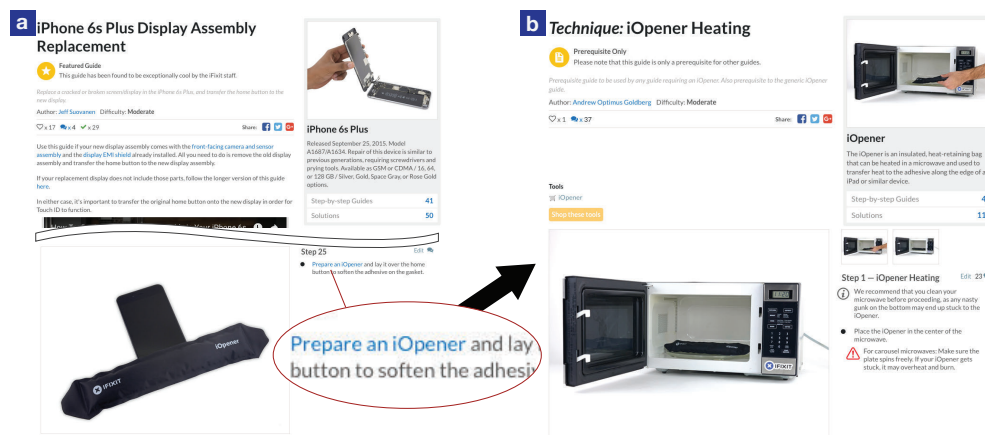 a
iPhone 6s Plus Display Assembly
Replacement
Featured Guide
This guide has been found to be exceptionally cool by the iFixit staff.
Replace a cracked or broken screen/display in the iPhone 6s Plus, and transfer the home button to the
new display.
Author: Jeff Suovanen Difficulty: Moderate
x 17 x 4 x 29
Share:
Use this guide if your new display assembly comes with the front-facing camera and sensor
assembly and the display EMI shield already installed. All you need to do is remove the old display
assembly and transfer the home button to the new display assembly.
If your replacement display does not include those parts, follow the longer version of this guide
here.
In either case, it's important to transfer the original home button onto the new display in order for
Touch ID to function.
iPhone 6s Plus
Released September 25, 2015. Model
A1687/A1634. Repair of this device is similar to
previous generations, requiring screwdrivers and
prying tools. Available as GSM or CDMA / 16, 64,
or 128 GB / Silver, Gold, Space Gray, or Rose Gold
options.
Step-by-step Guides 41
Solutions 50
Step 25 Edit
Prepare an iOpener and lay it over the home
button to soften the adhesive on the gasket.
iOpener
IFIXIT
Prepare an iOpener and lay
button to soften the adhesi
b
Technique: iOpener Heating
Prerequisite Only
Please note that this guide is only a prerequisite for other guides.
Prerequisite guide to be used by any guide requiring an iOpener. Also prerequisite to the generic iOpener
guide.
Author: Andrew Optimus Goldberg Difficulty: Moderate
x 1 x 37
Share:
Tools
iOpener
Shop these tools
IFIXIT
iOpener
The iOpener is an insulated, heat-retaining bag
that can be heated in a microwave and used to
transfer heat to the adhesive along the edge of a
iPad or similar device.
Step-by-step Guides 4
Solutions 11
Step 1 — iOpener Heating Edit 23
We recommend that you clean your
microwave before proceeding, as any nasty
gunk on the bottom may end up stuck to the
iOpener.
Place the iOpener in the center of the
microwave.
For carousel microwaves: Make sure the
plate spins freely. If your iOpener gets
stuck, it may overheat and burn.